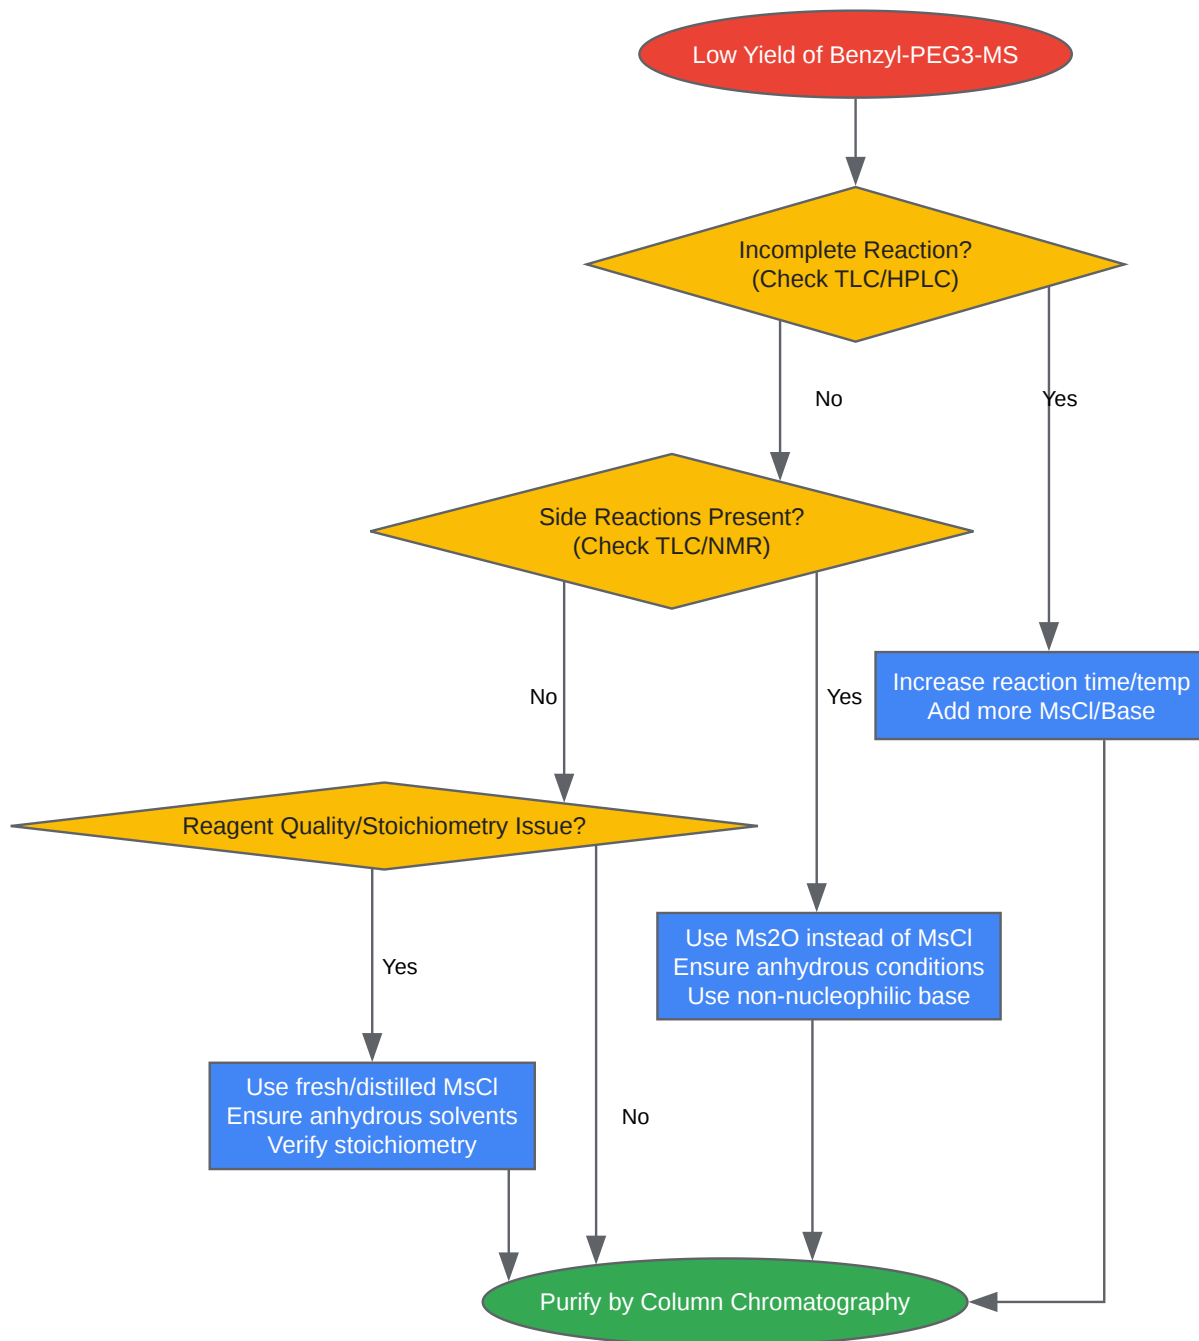 Low Yield of Benzyl-PEG3-MS
Incomplete Reaction?
(Check TLC/HPLC)
No
Yes
Side Reactions Present?
(Check TLC/NMR)
No
Yes
Increase reaction time/temp
Add more MsCl/Base
Reagent Quality/Stoichiometry Issue?
Use Ms2O instead of MsCl
Ensure anhydrous conditions
Use non-nucleophilic base
Yes
Use fresh/distilled MsCl
Ensure anhydrous solvents
Verify stoichiometry
No
Purify by Column Chromatography